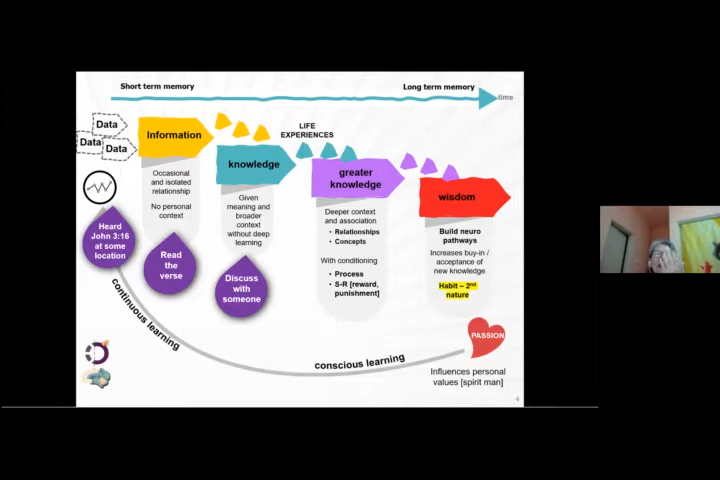 Short term memory
Long term memory
time
Data
Data
Data
Information
knowledge
LIFE
EXPERIENCES
greater
knowledge
wisdom
Occasional
and isolated
relationship
No personal
context
Given
meaning and
broader
context
without deep
learning
Deeper context
and association
• Relationships
• Concepts
With conditioning
• Process
• S-R [reward,
punishment]
Build neuro
pathways
Increases buy-in /
acceptance of
new knowledge
Habit – 2nd
nature
Heard
John 3:16
at some
location
Read
the
verse
Discuss
with
someone
continuous learning
conscious learning
PASSION
Influences personal
values [spirit man]
4